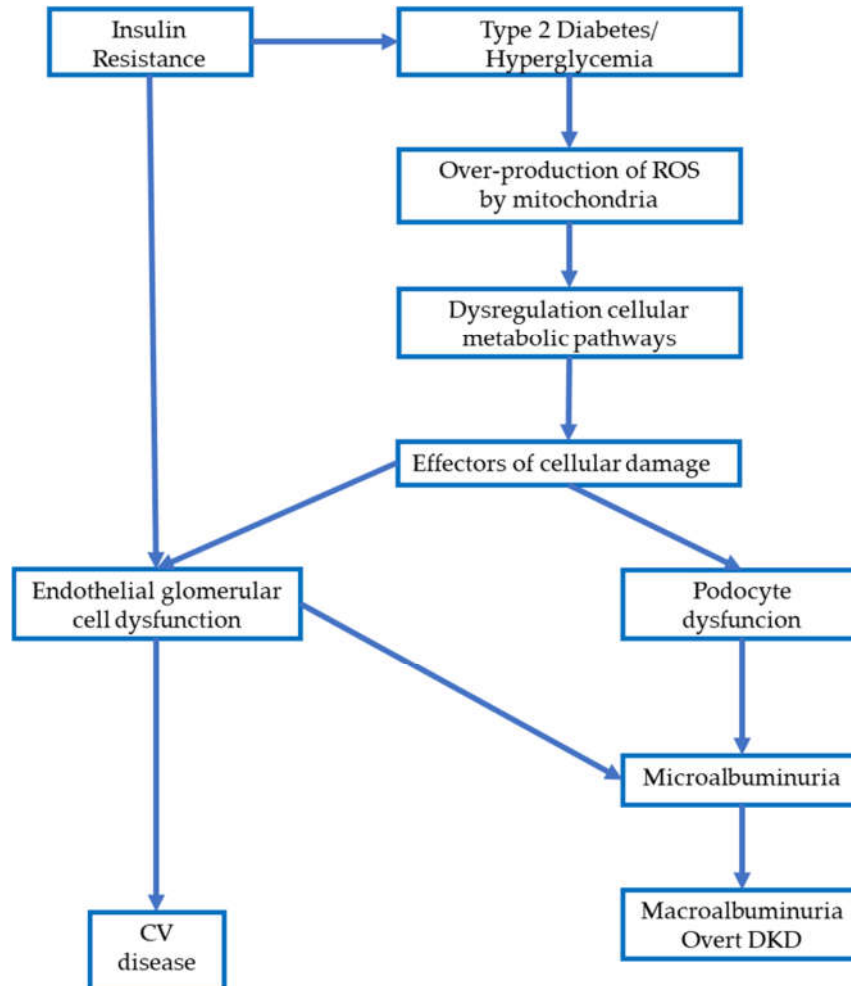 Insulin
Resistance
Type 2 Diabetes/
Hyperglycemia
Over-production of ROS
by mitochondria
Dysregulation cellular
metabolic pathways
Effectors of cellular damage
Endothelial glomerular
cell dysfunction
Podocyte
dysfuncion
Microalbuminuria
Macroalbuminuria
Overt DKD
CV
disease